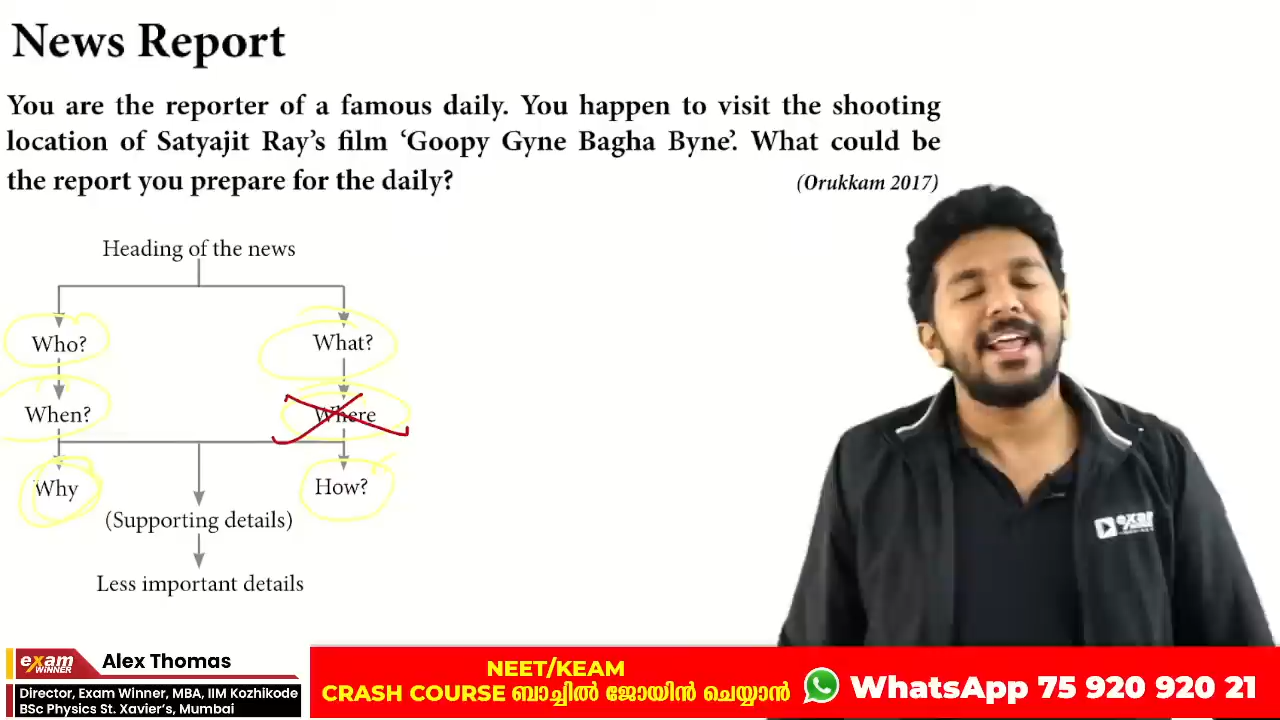 News Report
You are the reporter of a famous daily. You happen to visit the shooting
location of Satyajit Ray's film 'Goopy Gyne Bagha Byne'. What could be
the report you prepare for the daily?
(Orukkam 2017)
Heading of the news
Who?
What?
When?
Where
Why
How?
(Supporting details)
Less important details
exam
exam WINNER
Alex Thomas
Director, Exam Winner, MBA, IIM Kozhikode
BSc Physics St. Xavier's, Mumbai
NEET/KEAM
CRASH COURSE ബാച്ചിൽ ജോയിൻ ചെയ്യാൻ
WhatsApp 75 920 920 21